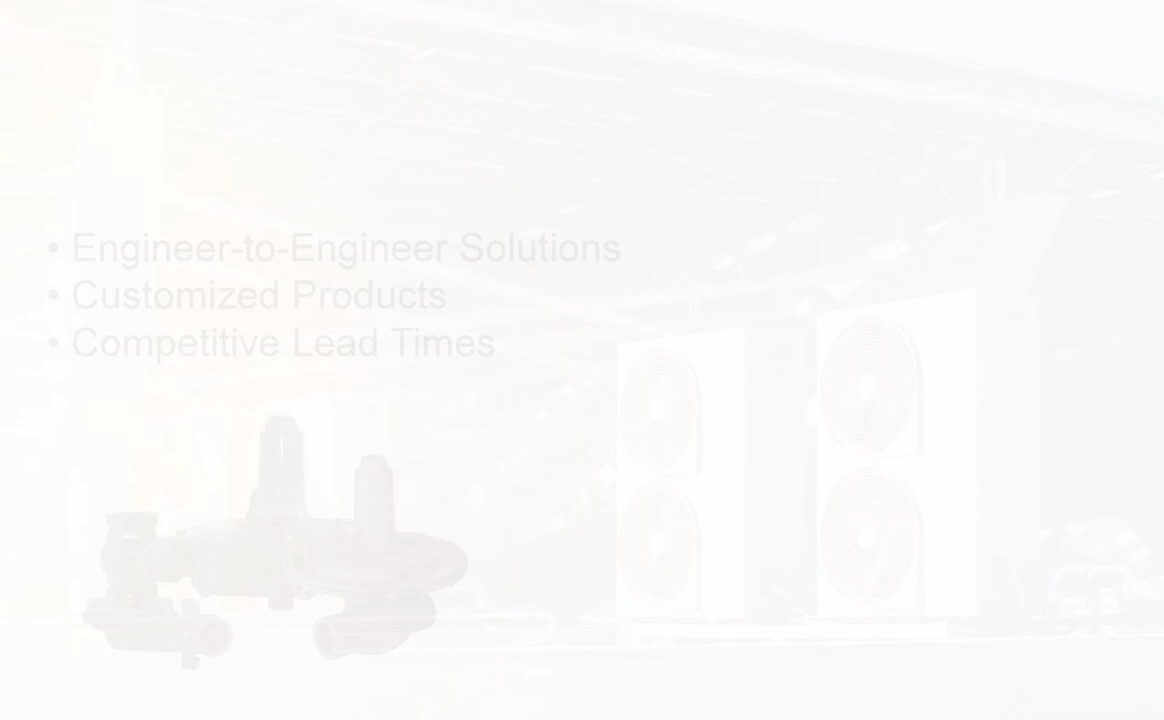 • Engineer-to-Engineer Solutions
• Customized Products
• Competitive Lead Times